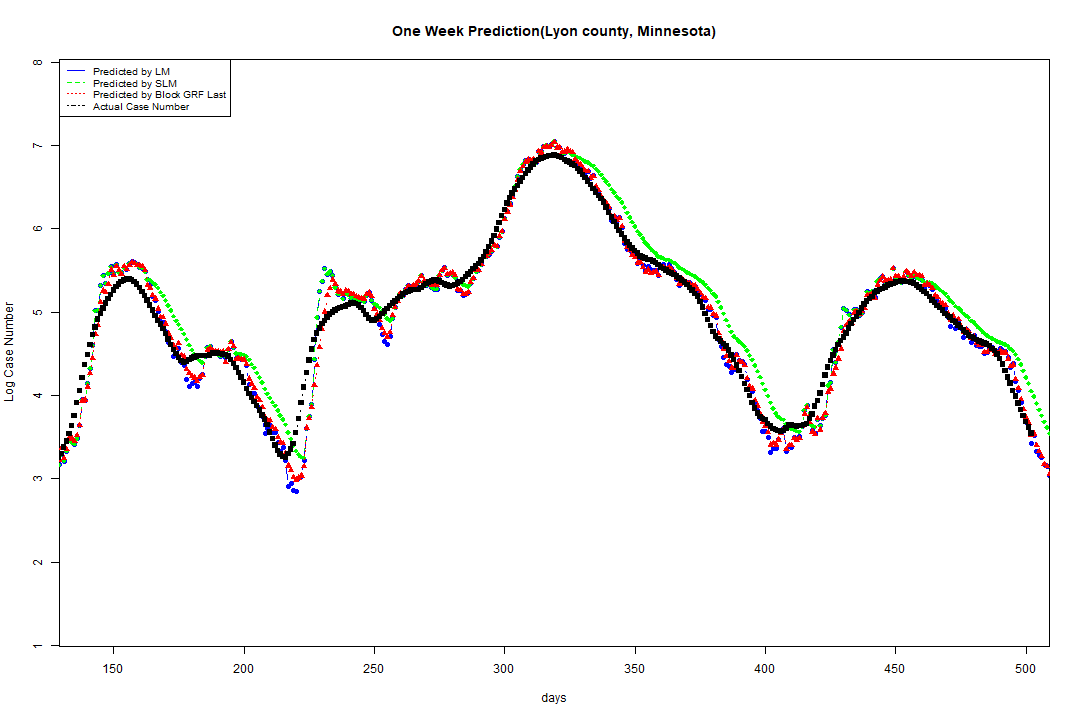 One Week Prediction(Lyon county, Minnesota)
Predicted by LM
Predicted by SLM
Predicted by Block GRF Last
Actual Case Number
8
7
6
5
4
3
2
1
Log Case Number
150 200 250 300 350 400 450 500
days